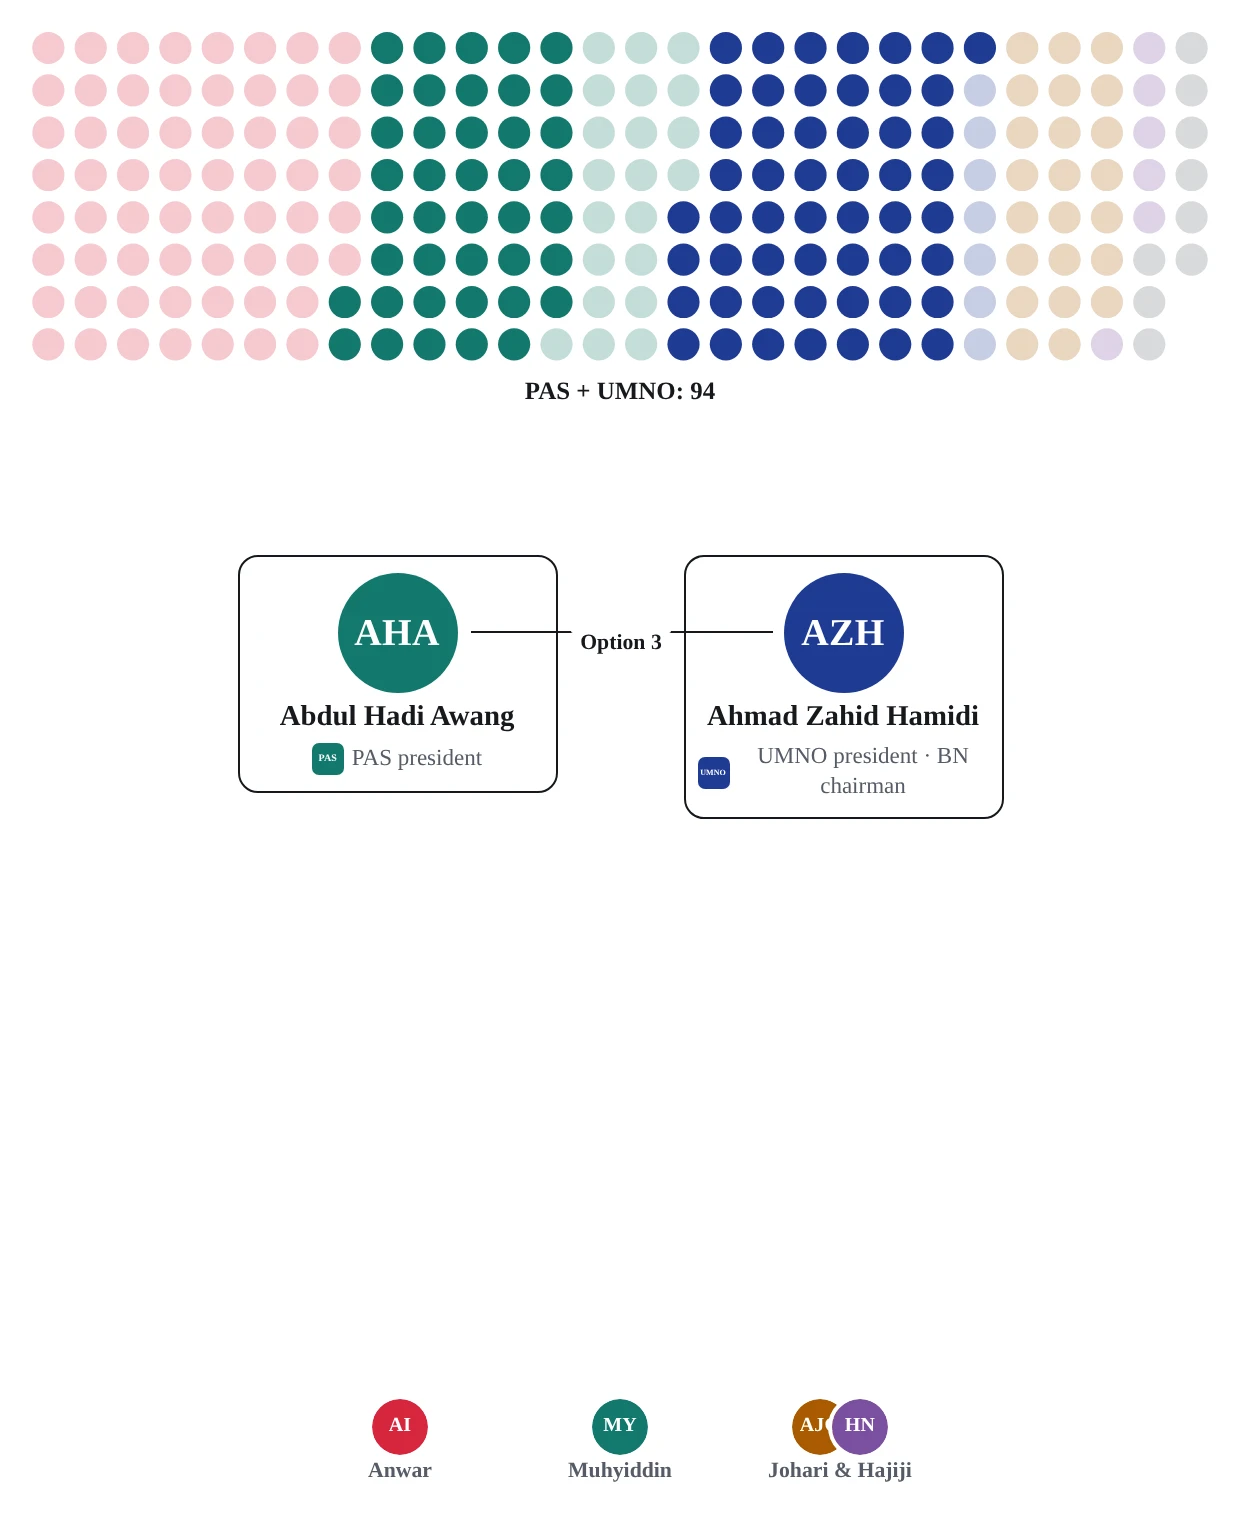 PAS + UMNO: 94
AHA
Option 3
AZH
Abdul Hadi Awang
PAS
PAS president
Ahmad Zahid Hamidi
UMNO
UMNO president · BN
chairman
AI
Anwar
MY
Muhyiddin
HN
Johari & Hajiji